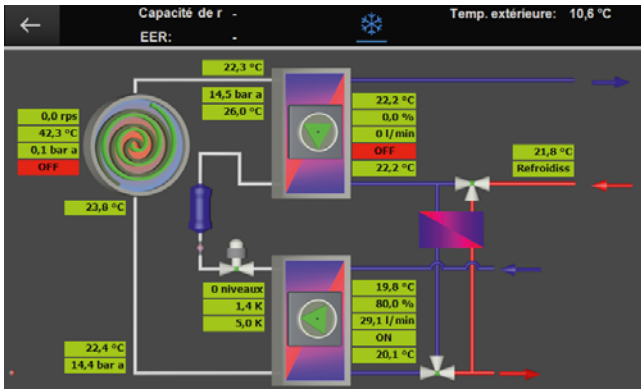 Capacité de r -
EER: -
Temp. extérieure: 10,6 °C
22,3 °C
14,5 bar a
26,0 °C
0,0 rps
42,3 °C
0,1 bar a
OFF
23,8 °C
22,2 °C
0,0 %
0 l/min
OFF
22,2 °C
21,8 °C
Refroidiss
0 niveaux
1,4 K
5,0 K
19,8 °C
80,0 %
29,1 l/min
ON
20,1 °C
22,4 °C
14,4 bar a